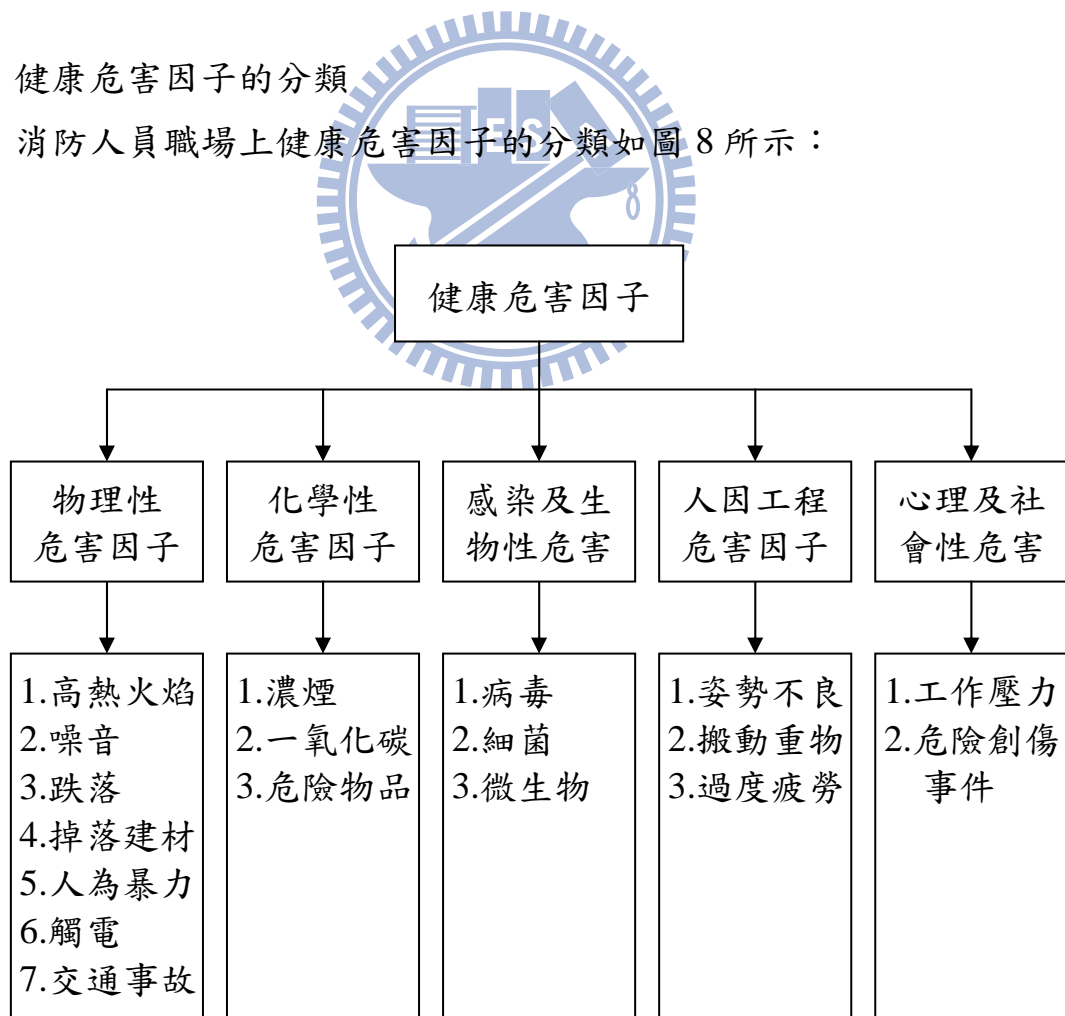 健康危害因子的分類
消防人員職場上健康危害因子的分類如圖 8 所示：
E S
8
健康危害因子
物理性
危害因子
化學性
危害因子
感染及生
物性危害
人因工程
危害因子
心理及社
會性危害
1.高熱火焰
2.噪音
3.跌落
4.掉落建材
5.人為暴力
6.觸電
7.交通事故
1.濃煙
2.一氧化碳
3.危險物品
1.病毒
2.細菌
3.微生物
1.姿勢不良
2.搬動重物
3.過度疲勞
1.工作壓力
2.危險創傷
事件